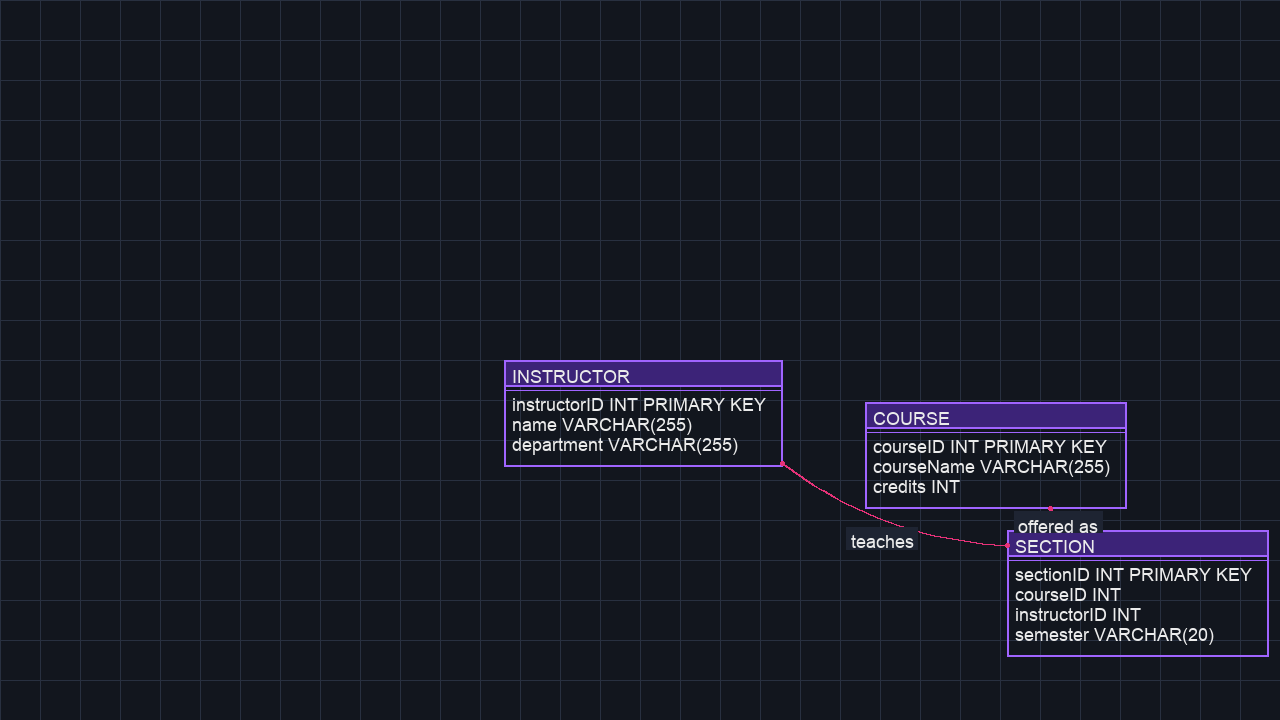 INSTRUCTOR
instructorID INT PRIMARY KEY
name VARCHAR(255)
department VARCHAR(255)
COURSE
courseID INT PRIMARY KEY
courseName VARCHAR(255)
credits INT
teaches
offered as
SECTION
sectionID INT PRIMARY KEY
courseID INT
instructorID INT
semester VARCHAR(20)